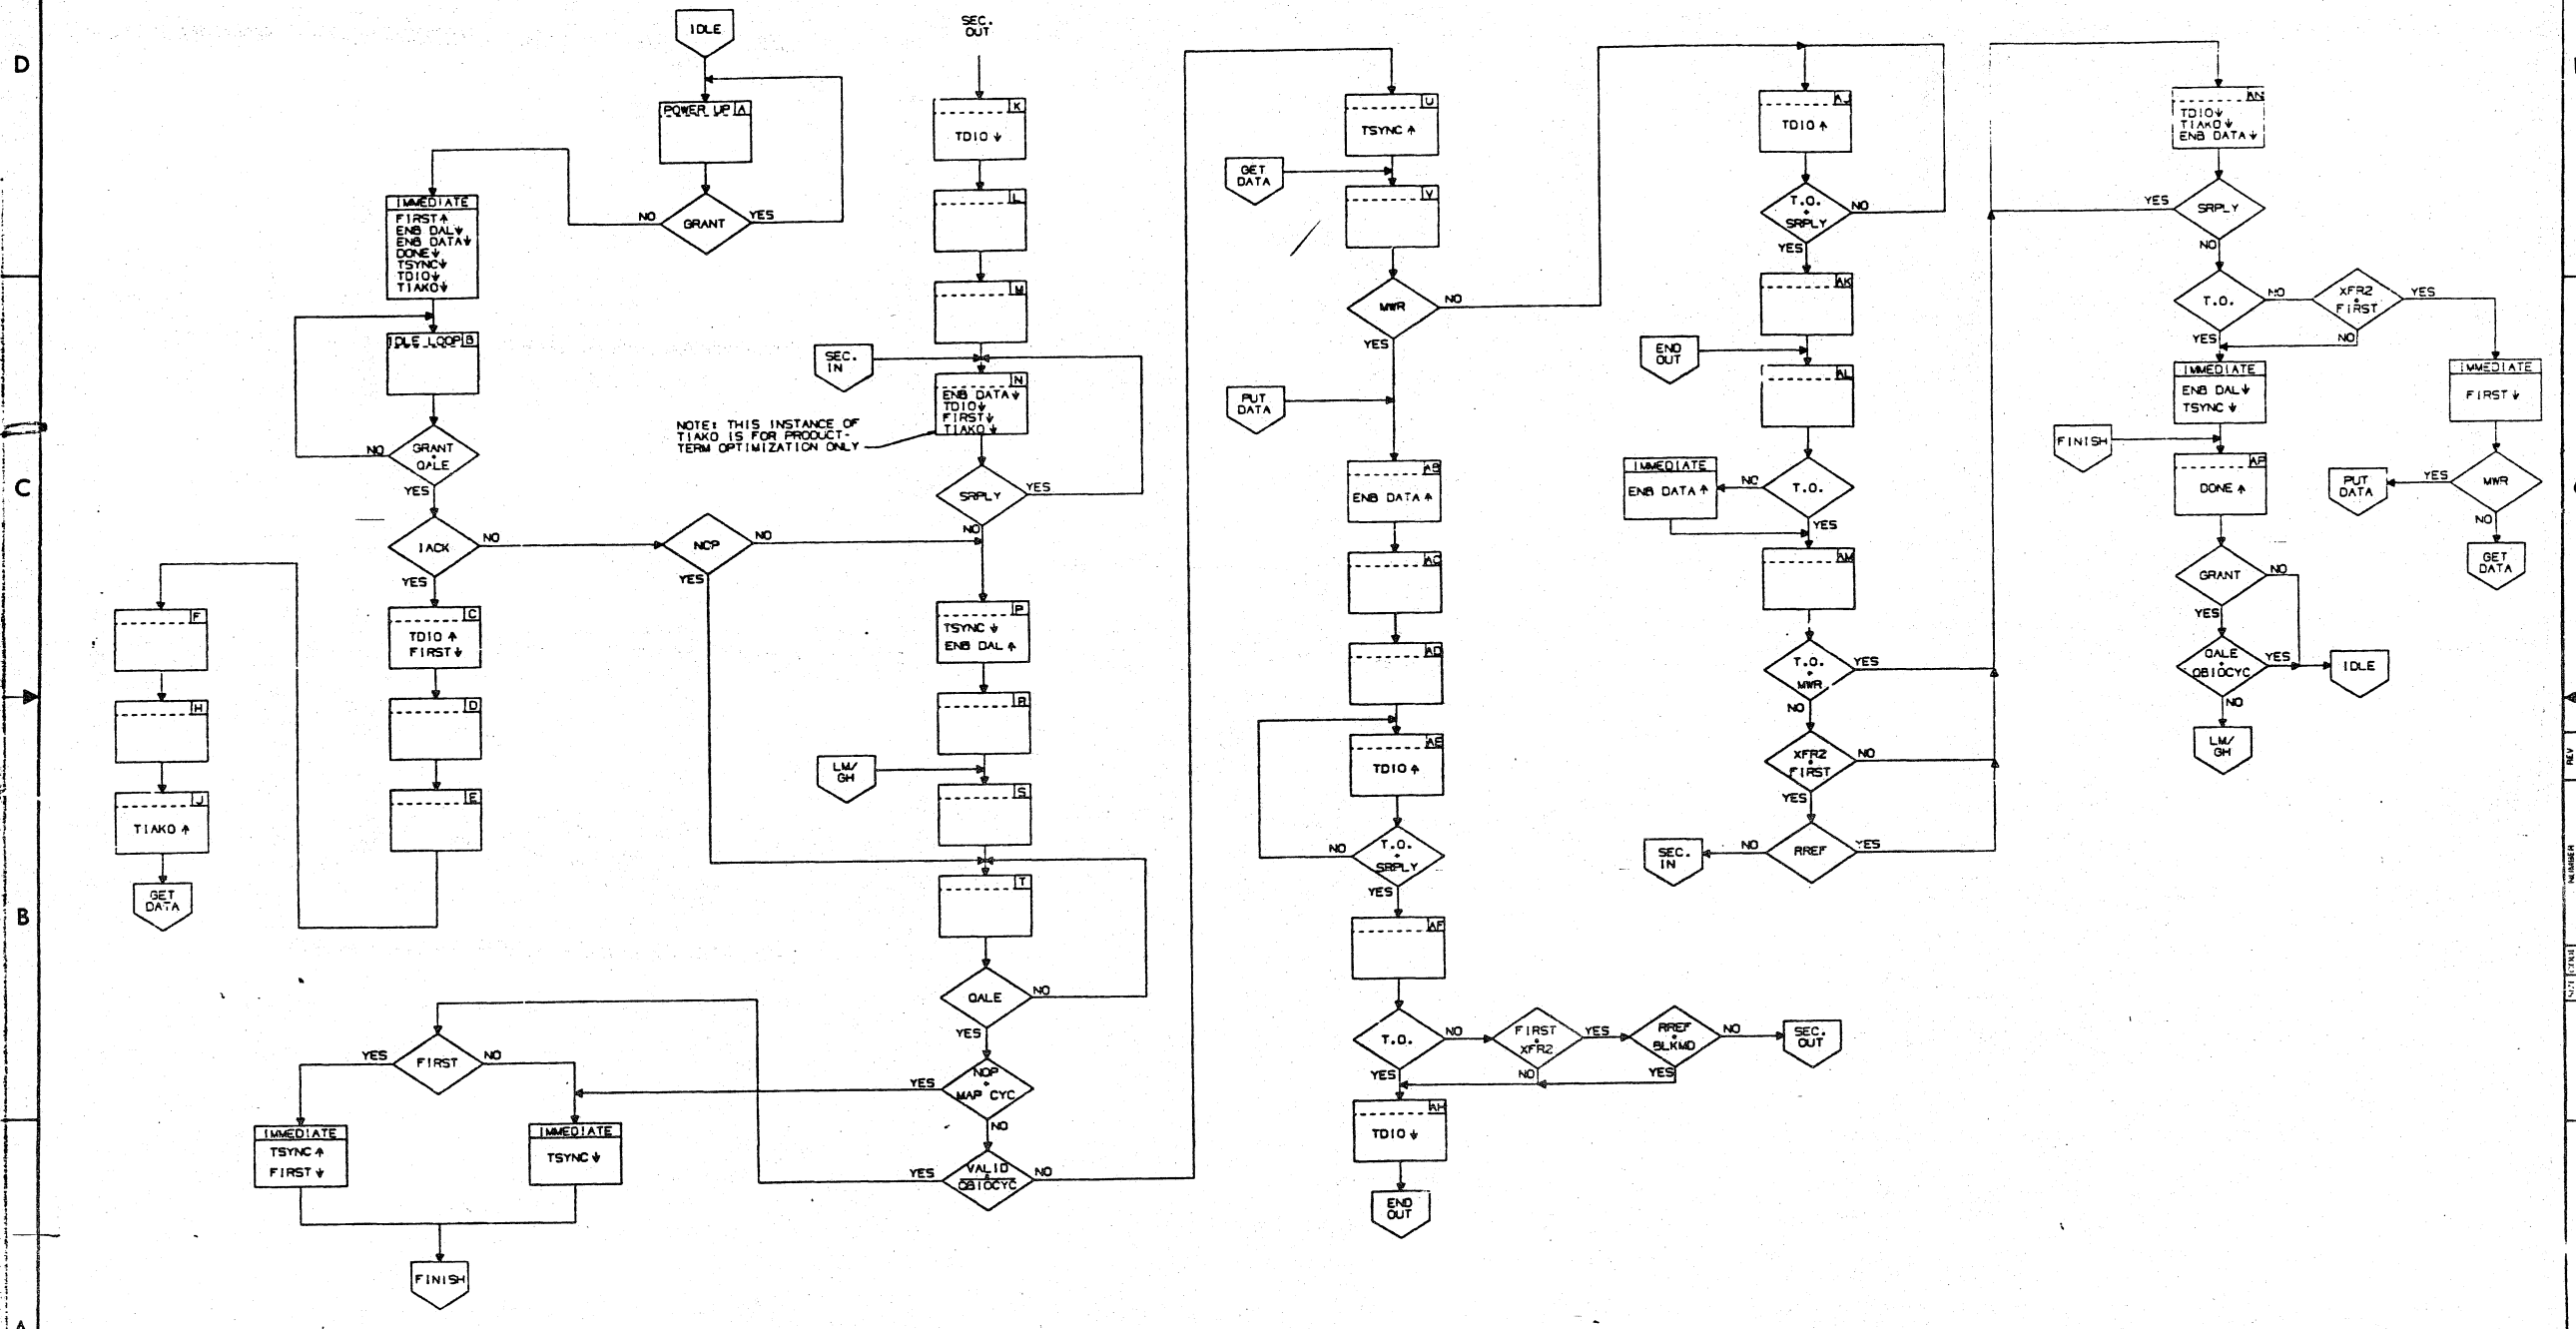 D
C
B
A
IDLE
POWER UP A
GRANT
NO
YES
IMMEDIATE
FIRST↑
ENB DAL↓
ENB DATA↓
DONE↓
TSYNC↓
TDIO↓
TIAKO↓
IDLE LOOP B
GRANT
•
QALE
NO
YES
IACK
NO
YES
C
TDIO ↑
FIRST ↓
D
E
F
H
J
TIAKO ↑
GET
DATA
NOP
NO
YES
SEC.
OUT
K
TDIO ↓
L
M
SEC.
IN
N
ENB DATA↓
TDIO↓
FIRST↓
TIAKO↓
NOTE: THIS INSTANCE OF
TIAKO IS FOR PRODUCT-
TERM OPTIMIZATION ONLY
SRPLY
YES
NO
P
TSYNC ↓
ENB DAL ↑
R
LM/
GH
S
T
QALE
NO
YES
NOP
+
MAP CYC
YES
NO
VALID
QBIOCYC
YES
NO
FIRST
YES
NO
IMMEDIATE
TSYNC ↑
FIRST ↓
IMMEDIATE
TSYNC ↓
FINISH
U
TSYNC ↑
GET
DATA
V
MWR
NO
YES
PUT
DATA
AB
ENB DATA ↑
AC
AD
AE
TDIO ↑
T.O.
+
SRPLY
NO
YES
AF
T.O.
NO
YES
FIRST
•
XFR2
YES
NO
RREF
•
BLKMD
NO
YES
SEC.
OUT
AH
TDIO ↓
END
OUT
AJ
TDIO ↑
T.O.
+
SRPLY
NO
YES
AK
END
OUT
AL
T.O.
NO
YES
IMMEDIATE
ENB DATA ↑
AM
T.O.
+
MWR
YES
NO
XFR2
•
FIRST
NO
YES
RREF
NO
YES
SEC.
IN
AN
TDIO↓
TIAKO↓
ENB DATA↓
SRPLY
YES
NO
T.O.
NO
YES
XFR2
•
FIRST
YES
NO
IMMEDIATE
ENB DAL↓
TSYNC ↓
IMMEDIATE
FIRST ↓
FINISH
AP
DONE ↑
MWR
YES
NO
PUT
DATA
GET
DATA
GRANT
NO
YES
QALE
+
QBIOCYC
YES
NO
IDLE
LM/
GH
REV
NUMBER